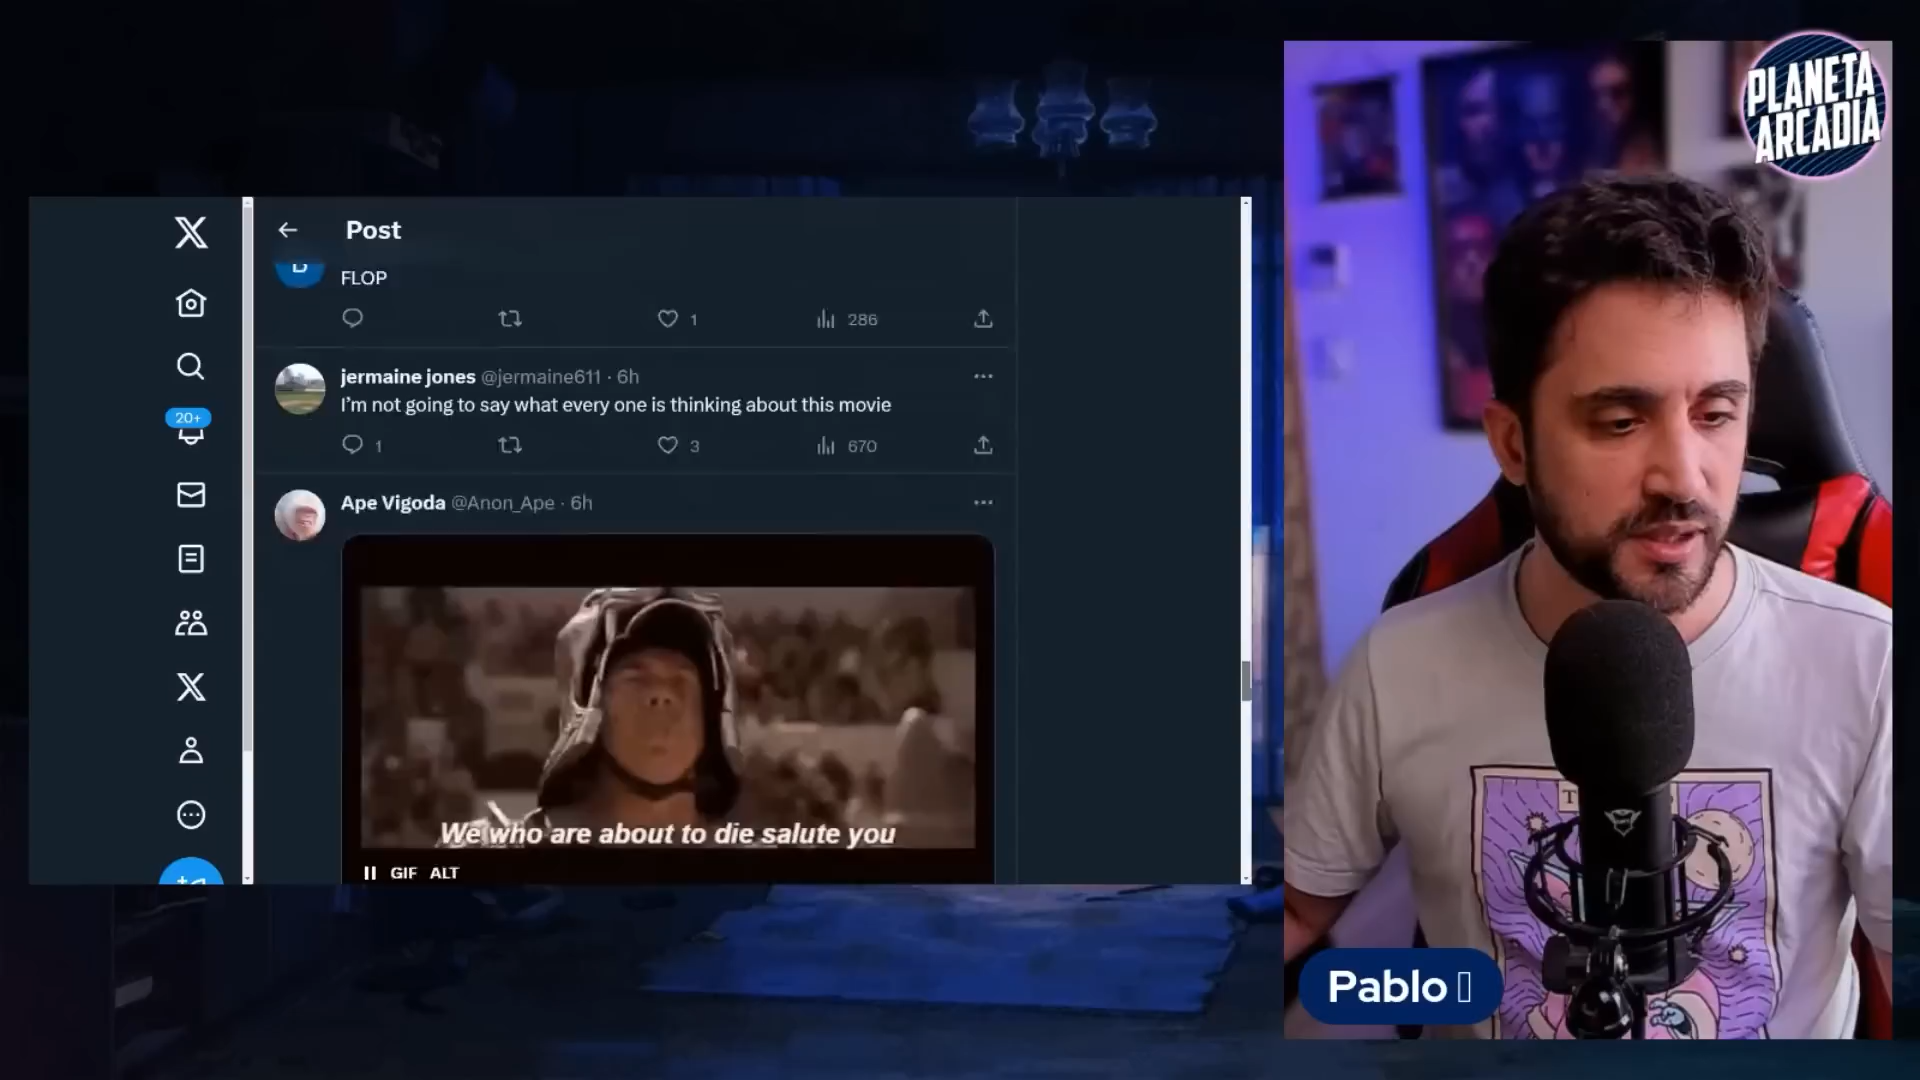 PLANETA
ARCADIA
Post
FLOP
1
286
jermaine jones @jermaine611 · 6h
I'm not going to say what every one is thinking about this movie
1
3
670
20+
Ape Vigoda @Anon_Ape · 6h
We who are about to die salute you
GIF ALT
Pablo